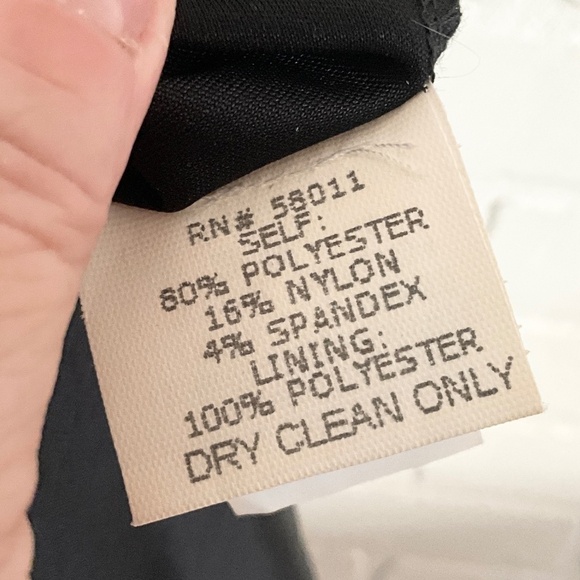 RN# 58011
SELF:
80% POLYESTER
16% NYLON
4% SPANDEX
LINING:
100% POLYESTER
DRY CLEAN ONLY